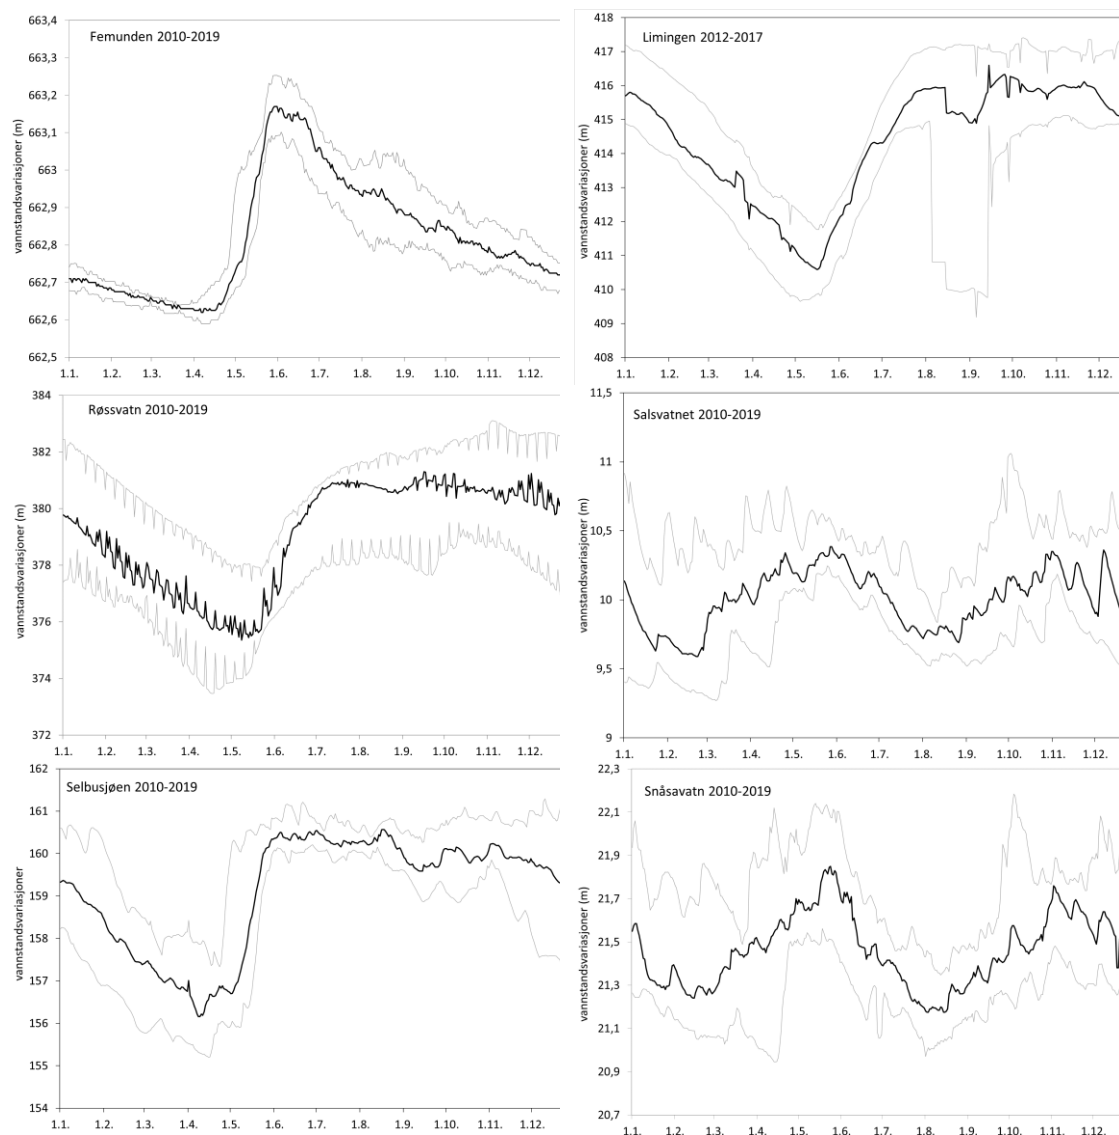 Femunden 2010-2019
vannstandsvariasjoner (m)
663,4
663,3
663,2
663,1
663
662,9
662,8
662,7
662,6
662,5
1.1. 1.2. 1.3. 1.4. 1.5. 1.6. 1.7. 1.8. 1.9. 1.10. 1.11. 1.12.
Limingen 2012-2017
vannstandsvariasjoner (m)
418
417
416
415
414
413
412
411
410
409
408
1.1. 1.2. 1.3. 1.4. 1.5. 1.6. 1.7. 1.8. 1.9. 1.10. 1.11. 1.12.
Røssvatn 2010-2019
vannstandsvariasjoner (m)
384
382
380
378
376
374
372
1.1. 1.2. 1.3. 1.4. 1.5. 1.6. 1.7. 1.8. 1.9. 1.10. 1.11. 1.12.
Salsvatnet 2010-2019
vannstandsvariasjoner (m)
11,5
11
10,5
10
9,5
9
1.1. 1.2. 1.3. 1.4. 1.5. 1.6. 1.7. 1.8. 1.9. 1.10. 1.11. 1.12.
Selbusjøen 2010-2019
vannstandsvariasjoner
162
161
160
159
158
157
156
155
154
1.1. 1.2. 1.3. 1.4. 1.5. 1.6. 1.7. 1.8. 1.9. 1.10. 1.11. 1.12.
Snåsavatn 2010-2019
vannstandsvariasjoner (m)
22,3
22,1
21,9
21,7
21,5
21,3
21,1
20,9
20,7
1.1. 1.2. 1.3. 1.4. 1.5. 1.6. 1.7. 1.8. 1.9. 1.10. 1.11. 1.12.